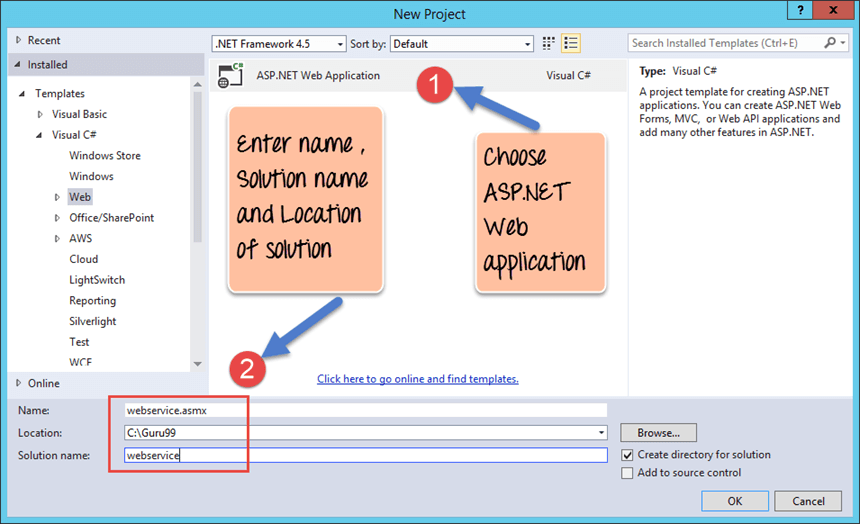 New Project
?
x
Recent
Installed
.NET Framework 4.5
Sort by:
Default
Search Installed Templates (Ctrl+E)
Templates
Visual Basic
Visual C#
Windows Store
Windows
Web
Office/SharePoint
AWS
Cloud
LightSwitch
Reporting
Silverlight
Test
WCF
Online
C#
ASP.NET Web Application
Visual C#
1
Enter name ,
Solution name
and Location
of solution
Choose
ASP.NET
Web
application
2
Click here to go online and find templates.
Type: Visual C#
A project template for creating ASP.NET
applications. You can create ASP.NET Web
Forms, MVC, or Web API applications and
add many other features in ASP.NET.
Name:
webservice.asmx
Location:
C:\Guru99
Browse...
Solution name:
webservice
Create directory for solution
Add to source control
OK
Cancel